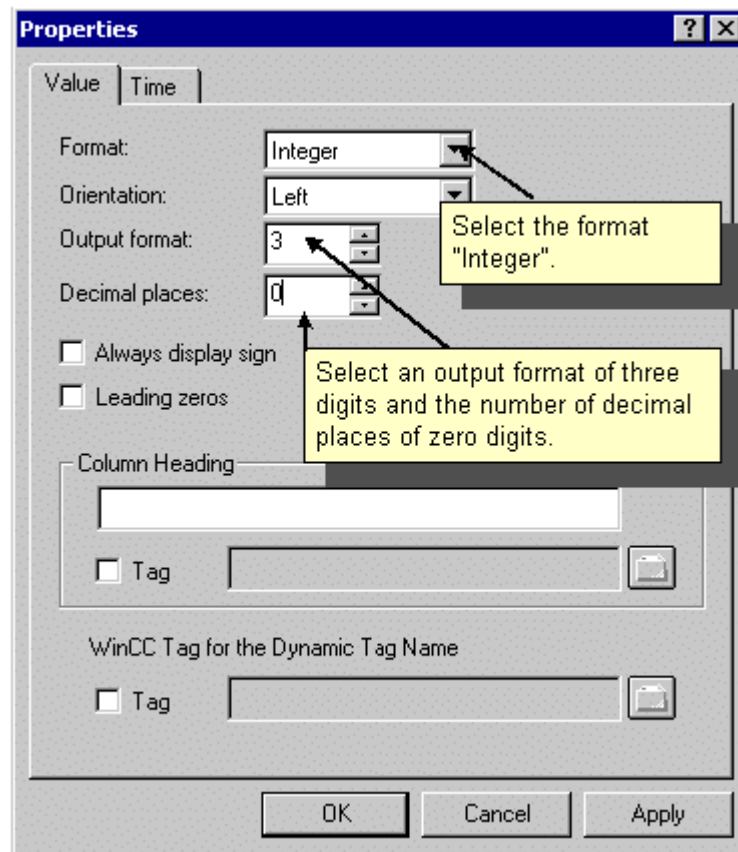 Properties
Value Time
Format: Integer
Orientation: Left
Select the format
"Integer".
Output format: 3
Decimal places: 0
Always display sign
Leading zeros
Select an output format of three
digits and the number of decimal
places of zero digits.
Column Heading
Tag
WinCC Tag for the Dynamic Tag Name
Tag
OK Cancel Apply